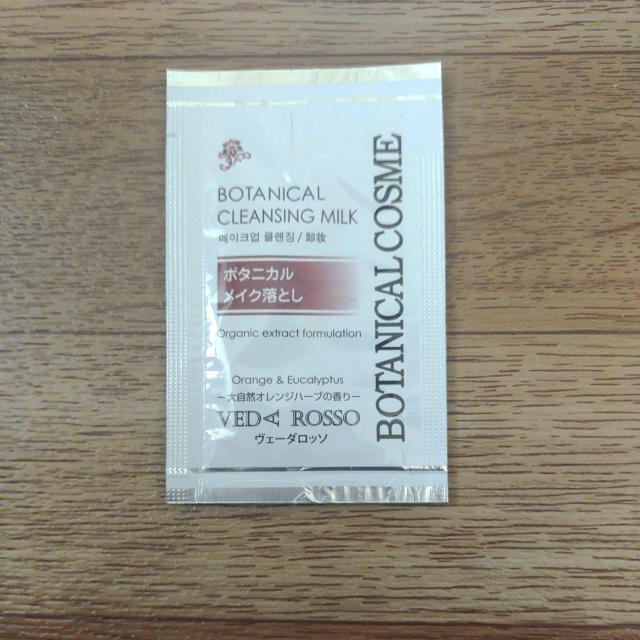 BOTANICAL
CLEANSING MILK
메이크업 클렌징 / 卸妆
ボタニカル
メイク落とし
Organic extract formulation
Orange & Eucalyptus
ー大自然オレンジハーブの香りー
VEDA ROSSO
ヴェーダロッソ
BOTANICAL COSME